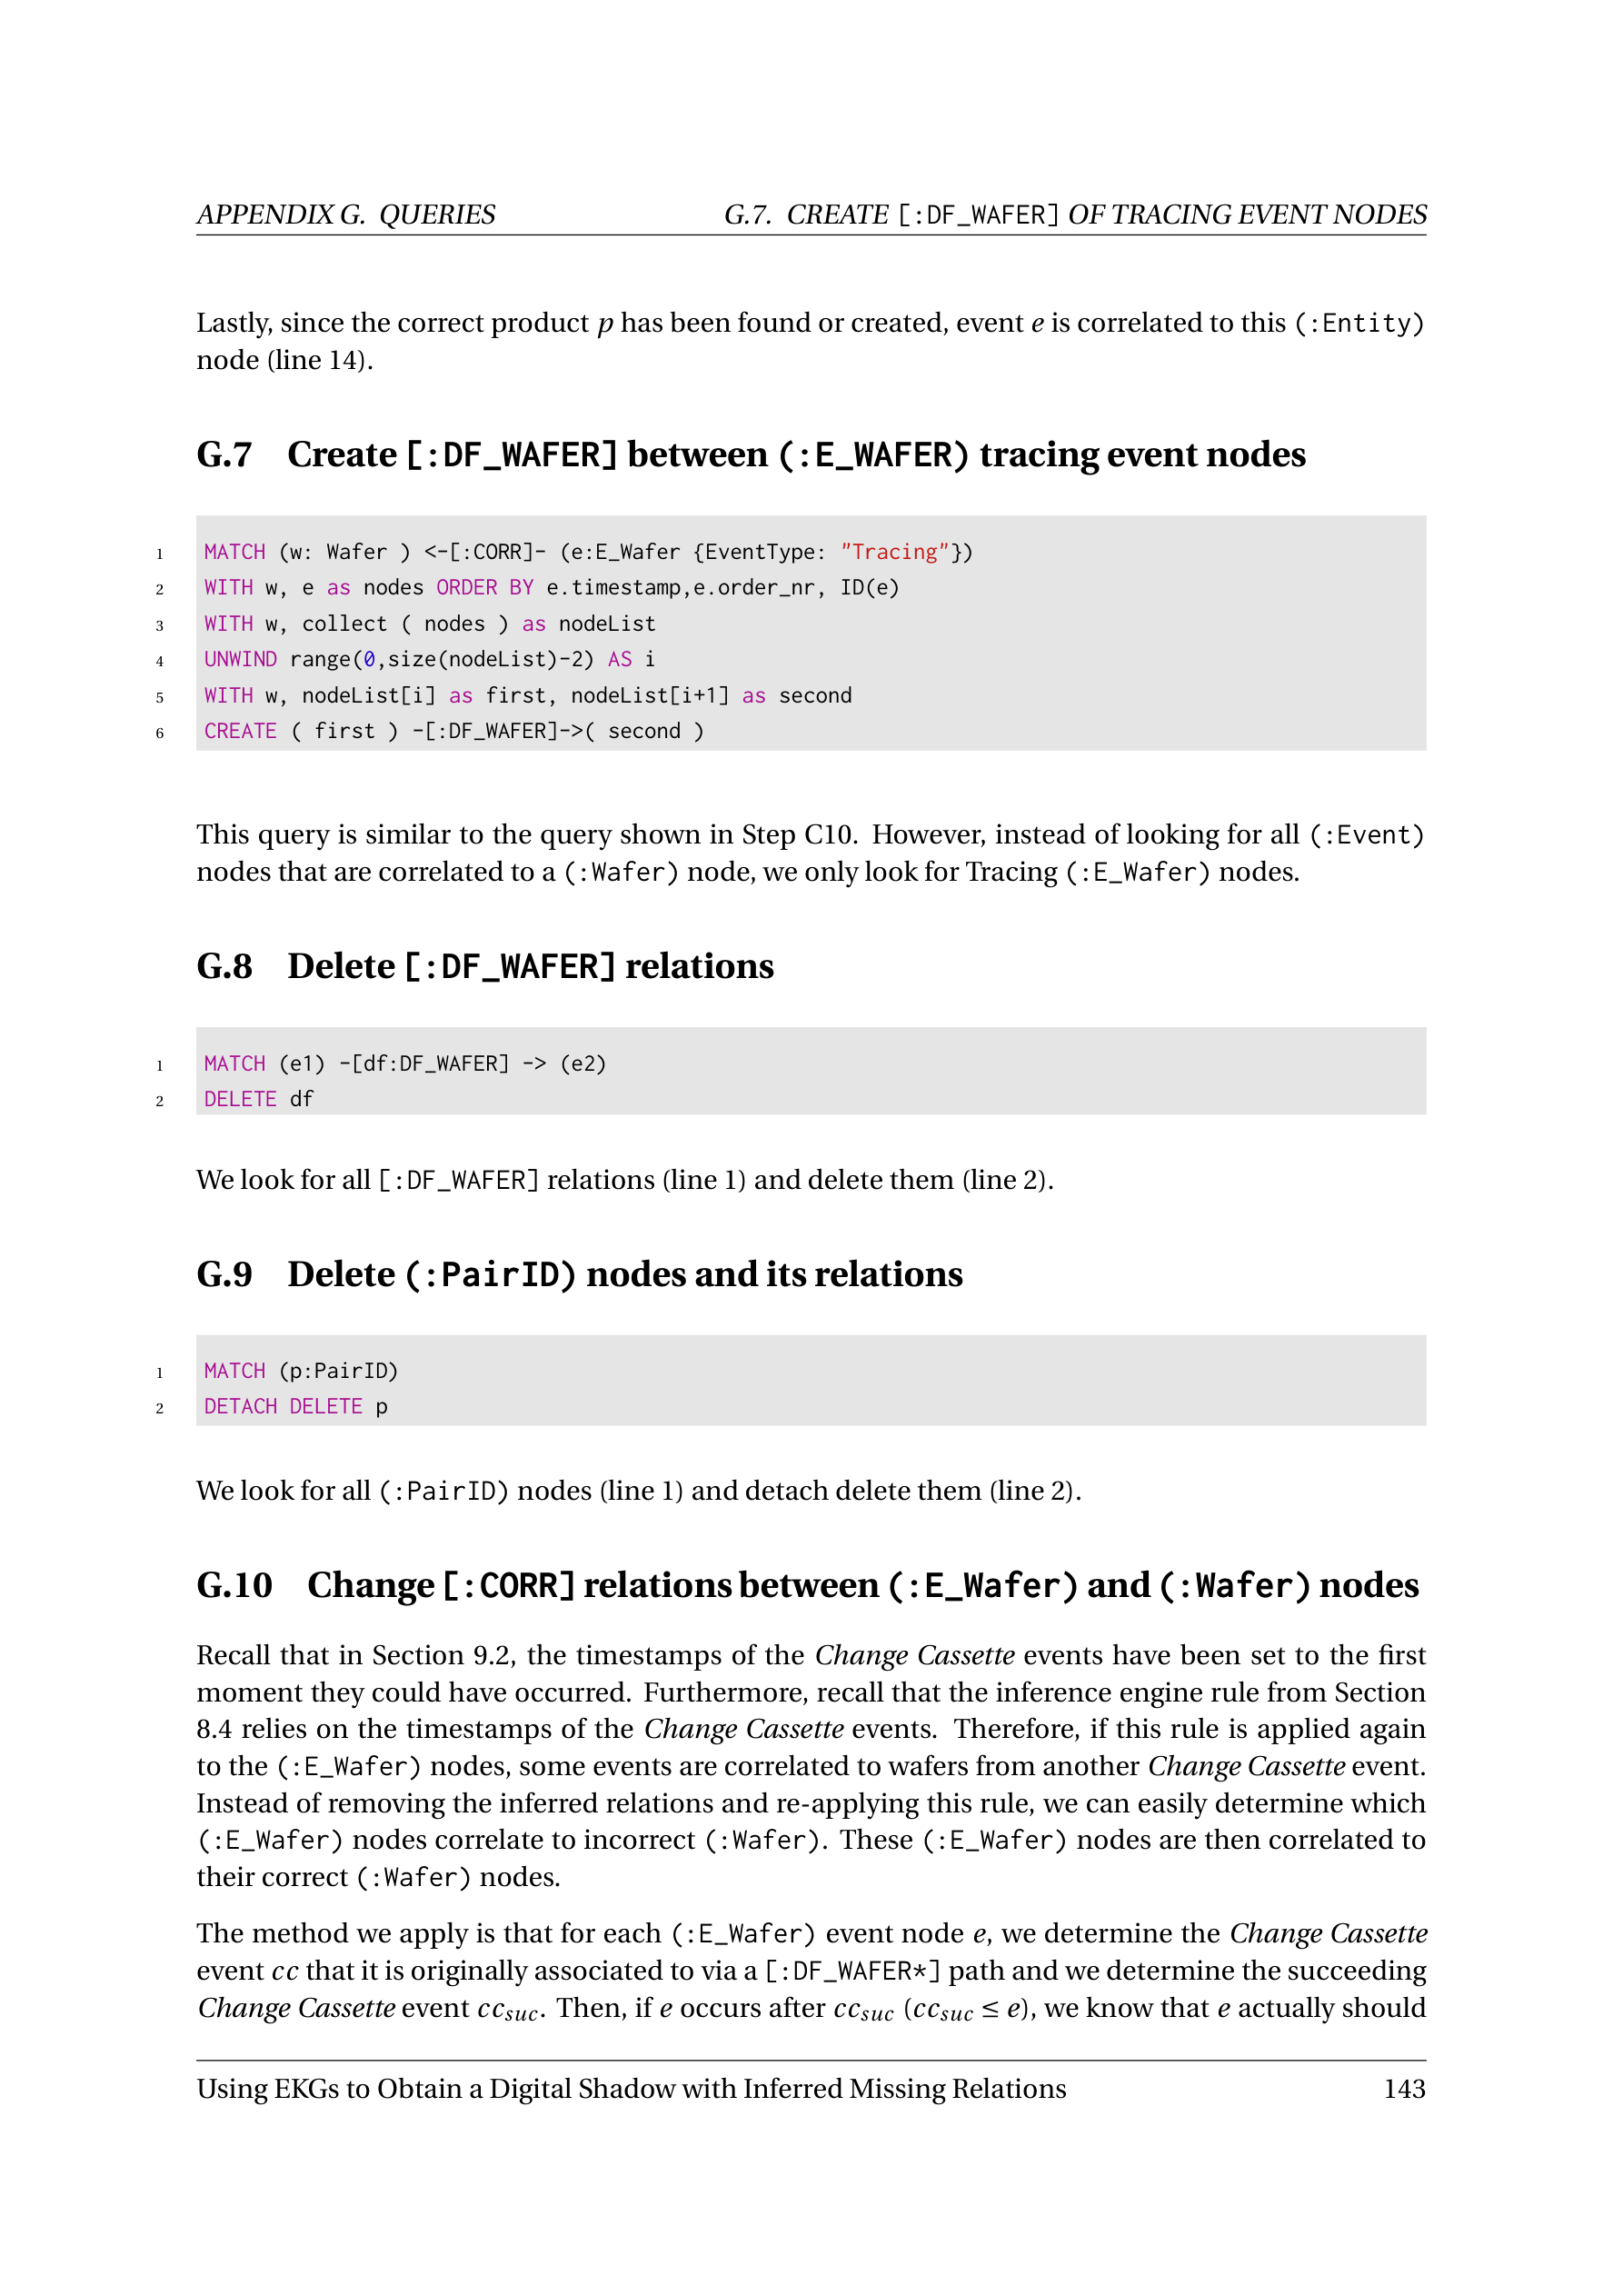 APPENDIX G. QUERIES G.7. CREATE [:DF_WAFER] OF TRACING EVENT NODES
Lastly, since the correct product p has been found or created, event e is correlated to this (:Entity)
node (line 14).
G.7 Create [:DF_WAFER] between (:E_WAFER) tracing event nodes
1 MATCH (w: Wafer ) <-[:CORR]- (e:E_Wafer {EventType: "Tracing"})
2 WITH w, e as nodes ORDER BY e.timestamp,e.order_nr, ID(e)
3 WITH w, collect ( nodes ) as nodeList
4 UNWIND range(0,size(nodeList)-2) AS i
5 WITH w, nodeList[i] as first, nodeList[i+1] as second
6 CREATE ( first ) -[:DF_WAFER]->( second )
This query is similar to the query shown in Step C10. However, instead of looking for all (:Event)
nodes that are correlated to a (:Wafer) node, we only look for Tracing (:E_Wafer) nodes.
G.8 Delete [:DF_WAFER] relations
1 MATCH (e1) -[df:DF_WAFER] -> (e2)
2 DELETE df
We look for all [:DF_WAFER] relations (line 1) and delete them (line 2).
G.9 Delete (:PairID) nodes and its relations
1 MATCH (p:PairID)
2 DETACH DELETE p
We look for all (:PairID) nodes (line 1) and detach delete them (line 2).
G.10 Change [:CORR] relations between (:E_Wafer) and (:Wafer) nodes
Recall that in Section 9.2, the timestamps of the Change Cassette events have been set to the first
moment they could have occurred. Furthermore, recall that the inference engine rule from Section
8.4 relies on the timestamps of the Change Cassette events. Therefore, if this rule is applied again
to the (:E_Wafer) nodes, some events are correlated to wafers from another Change Cassette event.
Instead of removing the inferred relations and re-applying this rule, we can easily determine which
(:E_Wafer) nodes correlate to incorrect (:Wafer). These (:E_Wafer) nodes are then correlated to
their correct (:Wafer) nodes.
The method we apply is that for each (:E_Wafer) event node e, we determine the Change Cassette
event cc that it is originally associated to via a [:DF_WAFER*] path and we determine the succeeding
Change Cassette event cc_suc. Then, if e occurs after cc_suc (cc_suc ≤ e), we know that e actually should
Using EKGs to Obtain a Digital Shadow with Inferred Missing Relations 143